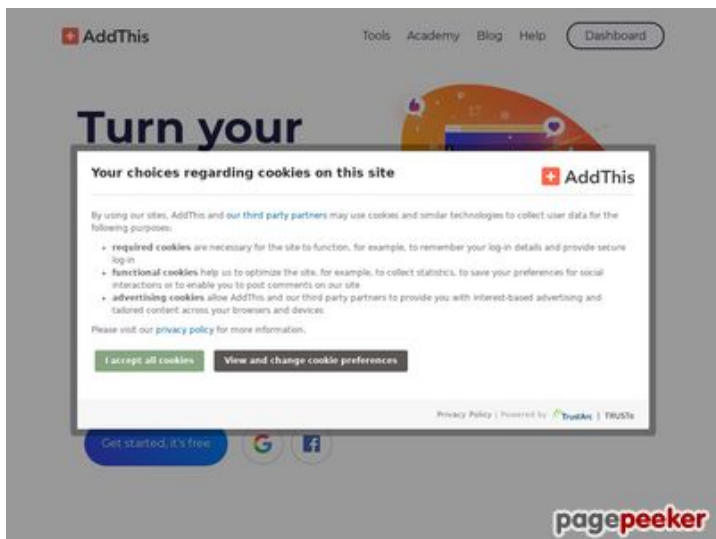 AddThis
Tools Academy Blog Help Dashboard
Turn your
Your choices regarding cookies on this site
AddThis
By using our sites, AddThis and our third party partners may use cookies and similar technologies to collect user data for the
following purposes:
• required cookies are necessary for the site to function, for example, to remember your log-in details and provide secure
log-in
• functional cookies help us to optimize the site, for example, to collect statistics, to save your preferences for social
interactions or to enable you to post comments on our site
• advertising cookies allow AddThis and our third party partners to provide you with interest-based advertising and
tailored content across your browsers and devices
Please visit our privacy policy for more information.
I accept all cookies View and change cookie preferences
Privacy Policy | Powered by TrustArc | TRUSTe
Get started, it's free
pagepeeker